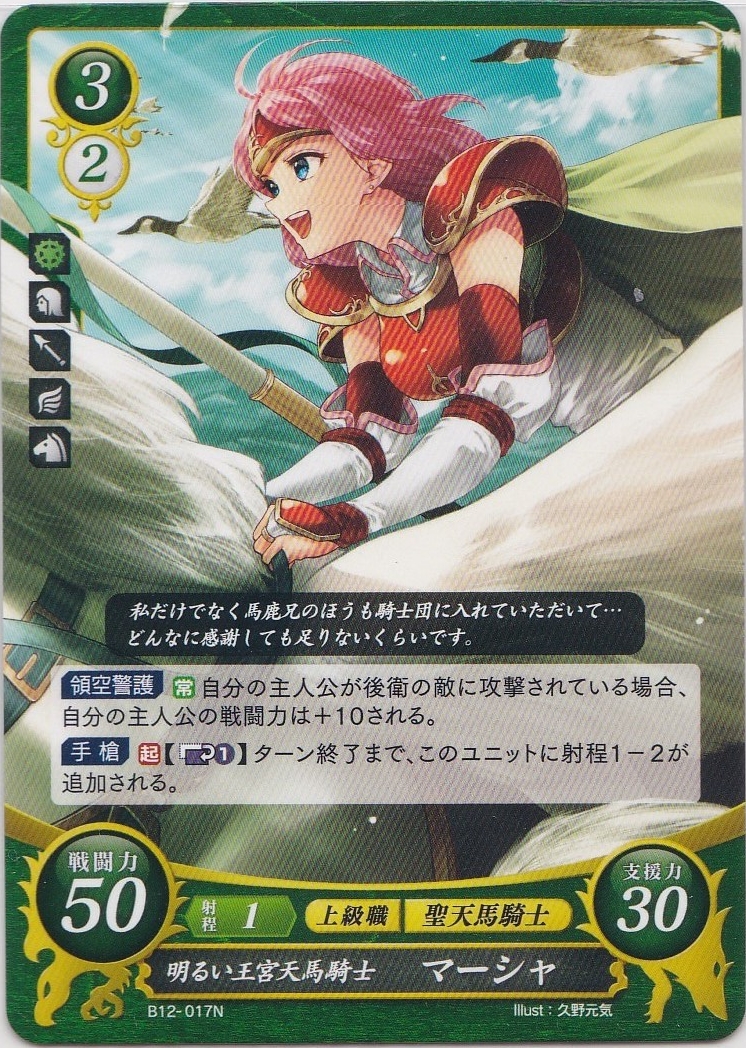 3
2
私だけでなく馬鹿兄のほうも騎士団に入れていただいて…
どんなに感謝しても足りないくらいです。
領空警護 常 自分の主人公が後衛の敵に攻撃されている場合、
自分の主人公の戦闘力は+10される。
手槍 起【1】ターン終了まで、このユニットに射程1-2が
追加される。
戦闘力
50
射程 1
上級職 聖天馬騎士
支援力
30
明るい王宮天馬騎士 マーシャ
B12-017N
Illust:久野元気